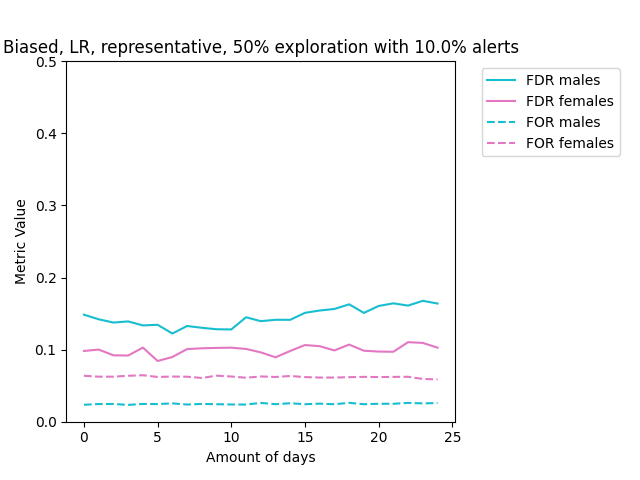 Biased, LR, representative, 50% exploration with 10.0% alerts
FDR males
FDR females
FOR males
FOR females
Metric Value
0.5
0.4
0.3
0.2
0.1
0.0
0
5
10
15
20
25
Amount of days